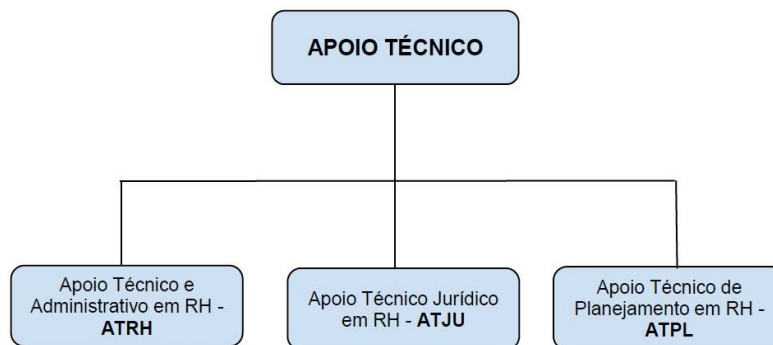 APOIO TÉCNICO
Apoio Técnico e
Administrativo em RH -
ATRH
Apoio Técnico Jurídico
em RH - ATJU
Apoio Técnico de
Planejamento em RH -
ATPL